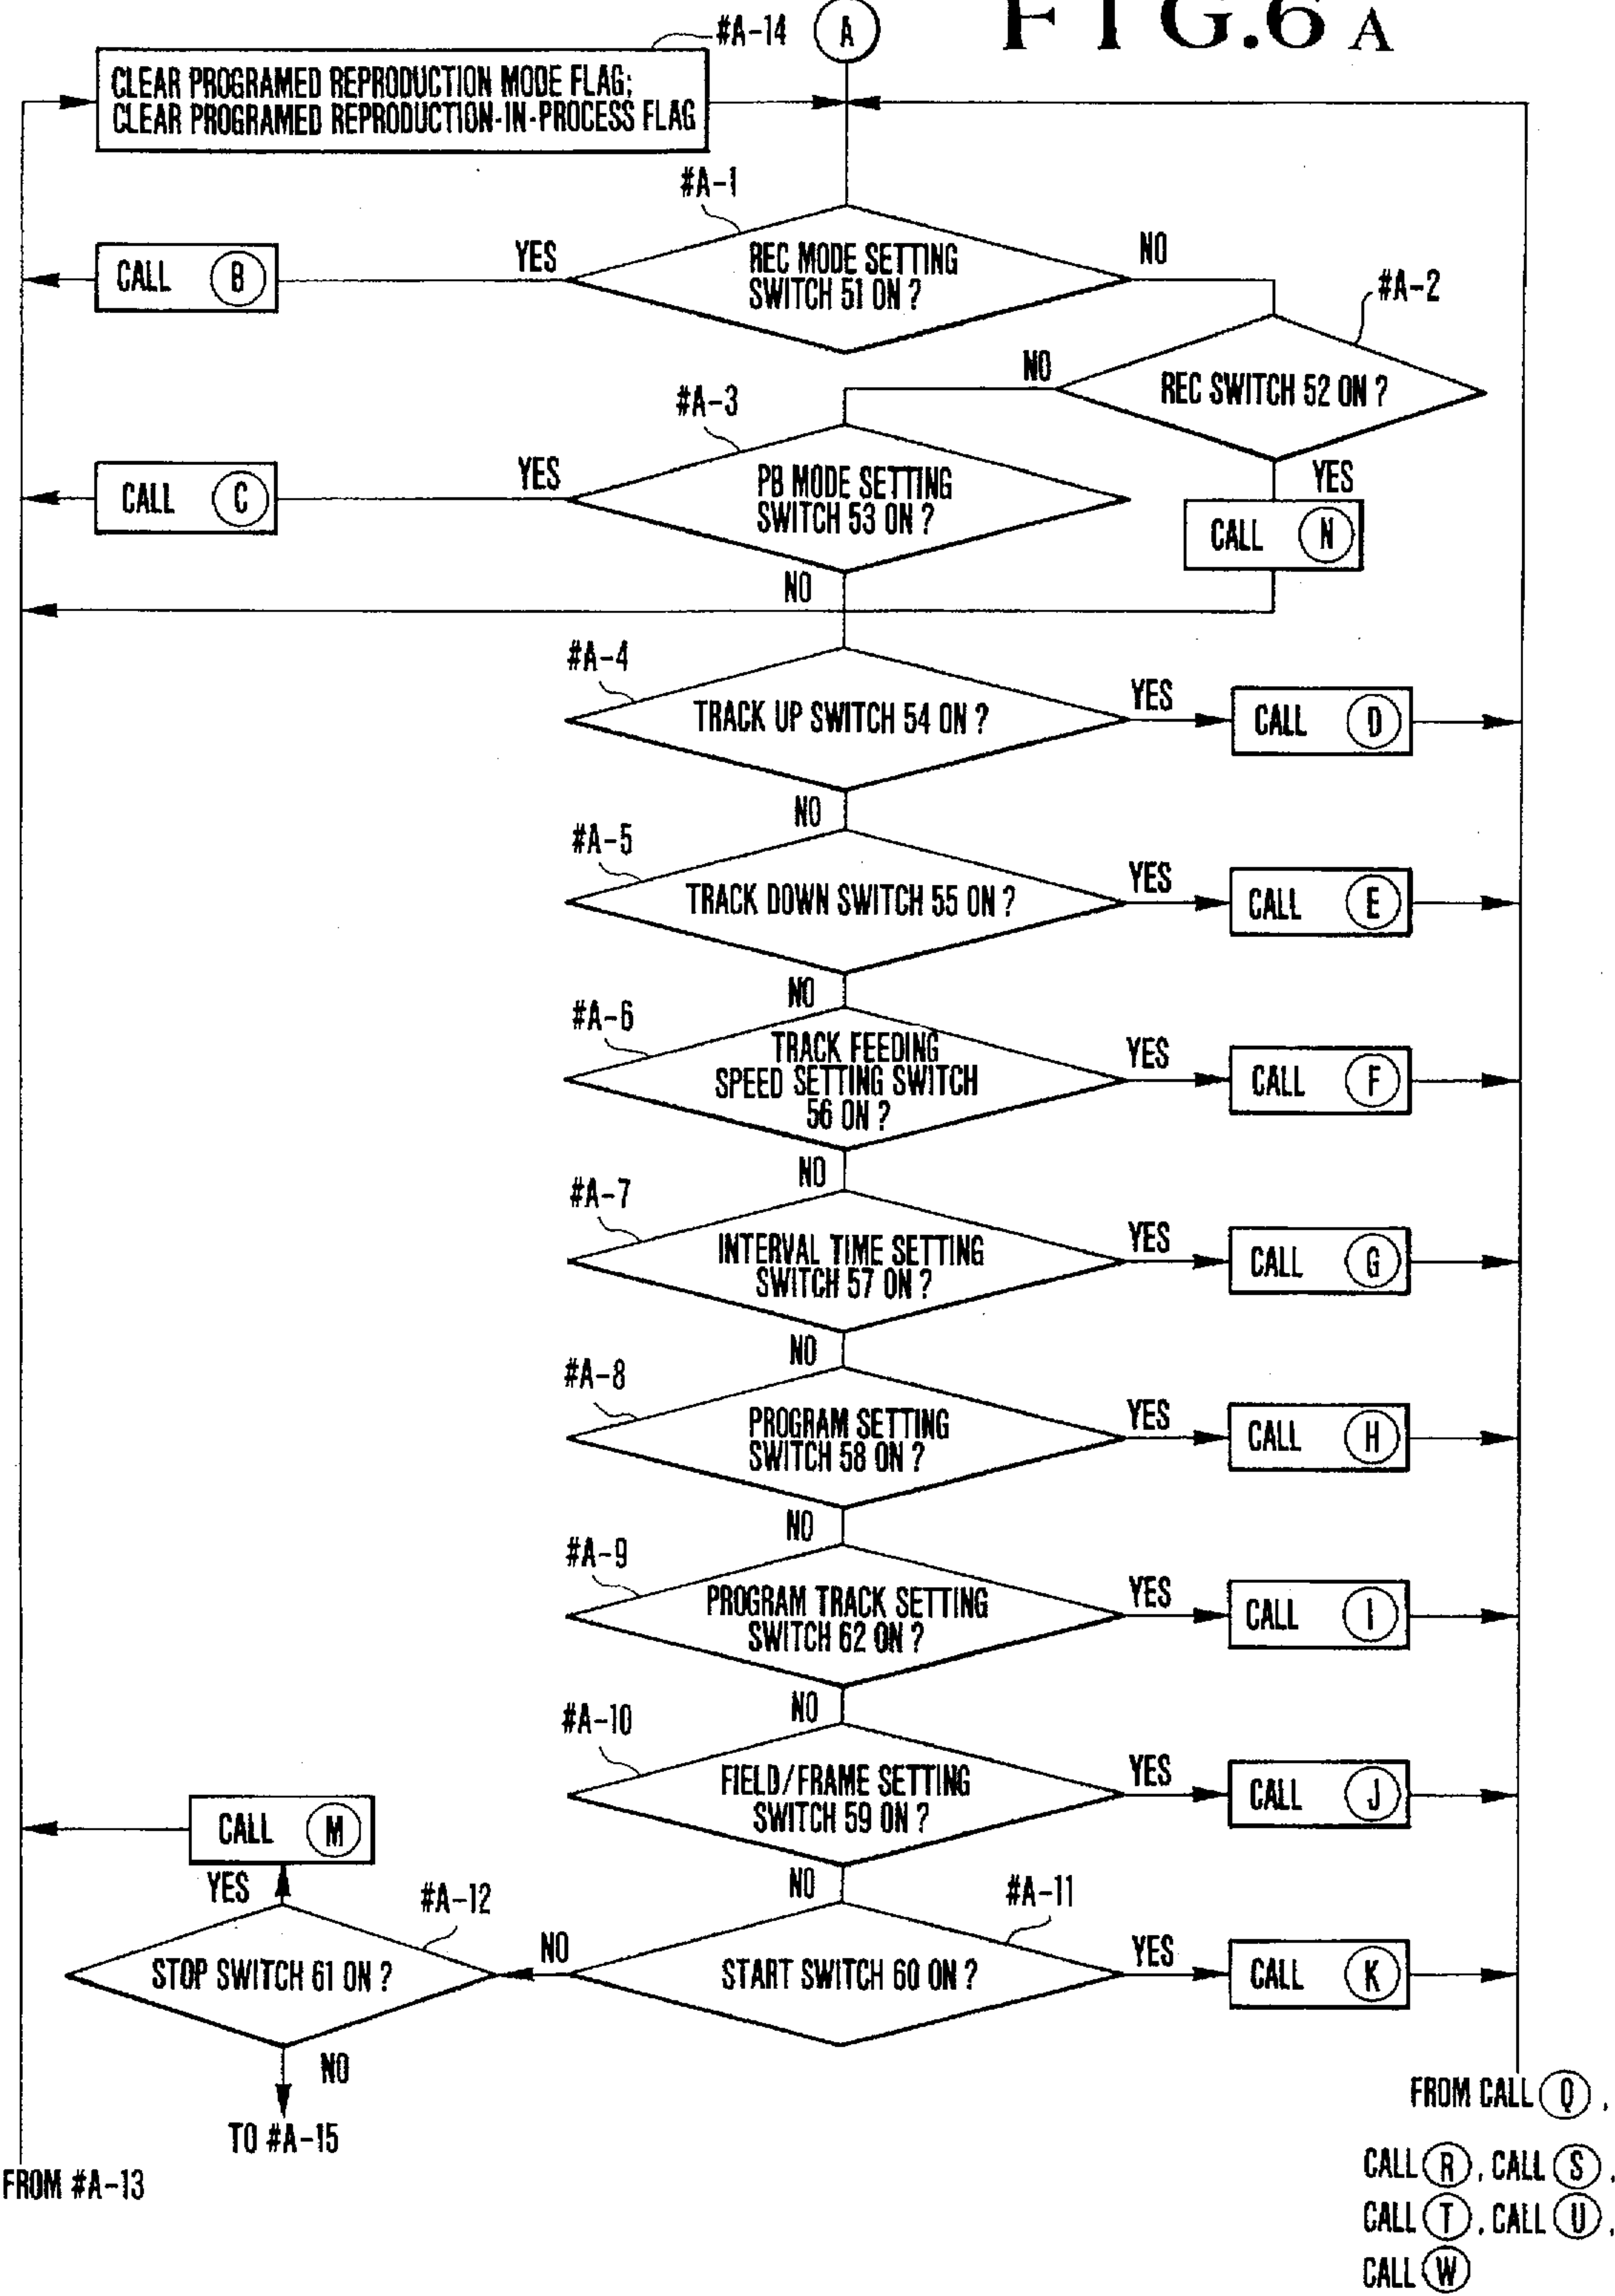 FIG.6A
#A-14
A
CLEAR PROGRAMED REPRODUCTION MODE FLAG;
CLEAR PROGRAMED REPRODUCTION-IN-PROCESS FLAG
#A-1
REC MODE SETTING
SWITCH 51 ON ?
YES
NO
CALL B
#A-2
REC SWITCH 52 ON ?
NO
YES
CALL N
#A-3
PB MODE SETTING
SWITCH 53 ON ?
YES
CALL C
NO
#A-4
TRACK UP SWITCH 54 ON ?
YES
CALL D
NO
#A-5
TRACK DOWN SWITCH 55 ON ?
YES
CALL E
NO
#A-6
TRACK FEEDING
SPEED SETTING SWITCH
56 ON ?
YES
CALL F
NO
#A-7
INTERVAL TIME SETTING
SWITCH 57 ON ?
YES
CALL G
NO
#A-8
PROGRAM SETTING
SWITCH 58 ON ?
YES
CALL H
NO
#A-9
PROGRAM TRACK SETTING
SWITCH 62 ON ?
YES
CALL I
NO
#A-10
FIELD/FRAME SETTING
SWITCH 59 ON ?
YES
CALL J
NO
#A-11
START SWITCH 60 ON ?
YES
CALL K
NO
#A-12
STOP SWITCH 61 ON ?
YES
CALL M
NO
TO #A-15
FROM #A-13
FROM CALL Q,
CALL R, CALL S,
CALL T, CALL U,
CALL W